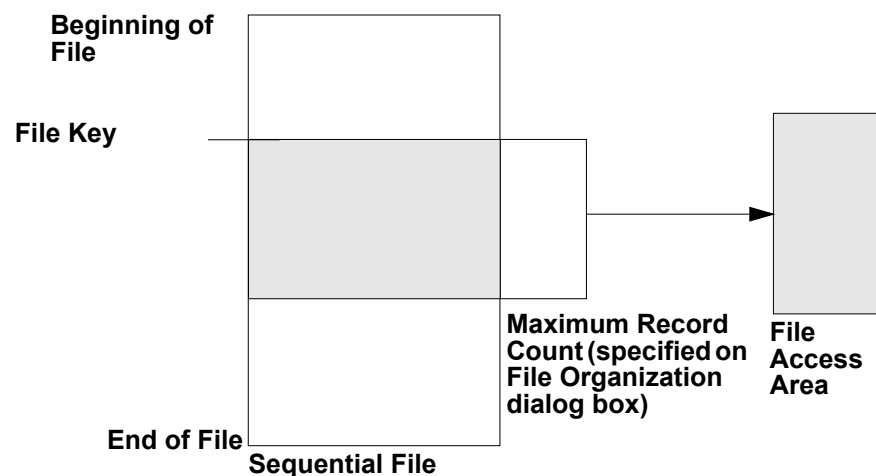 Beginning of
File
File Key
Maximum Record
Count (specified on
File Organization
dialog box)
File
Access
Area
End of File
Sequential File